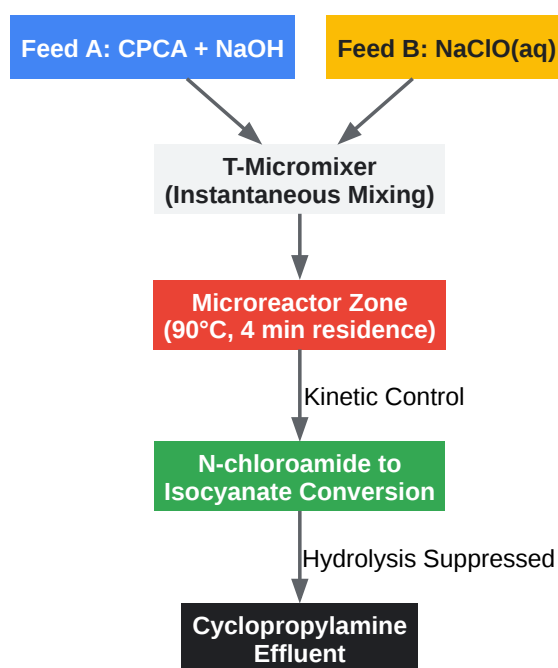 Feed A: CPCA + NaOH
Feed B: NaClO(aq)
T-Micromixer
(Instantaneous Mixing)
Microreactor Zone
(90°C, 4 min residence)
Kinetic Control
N-chloroamide to
Isocyanate Conversion
Hydrolysis Suppressed
Cyclopropylamine
Effluent